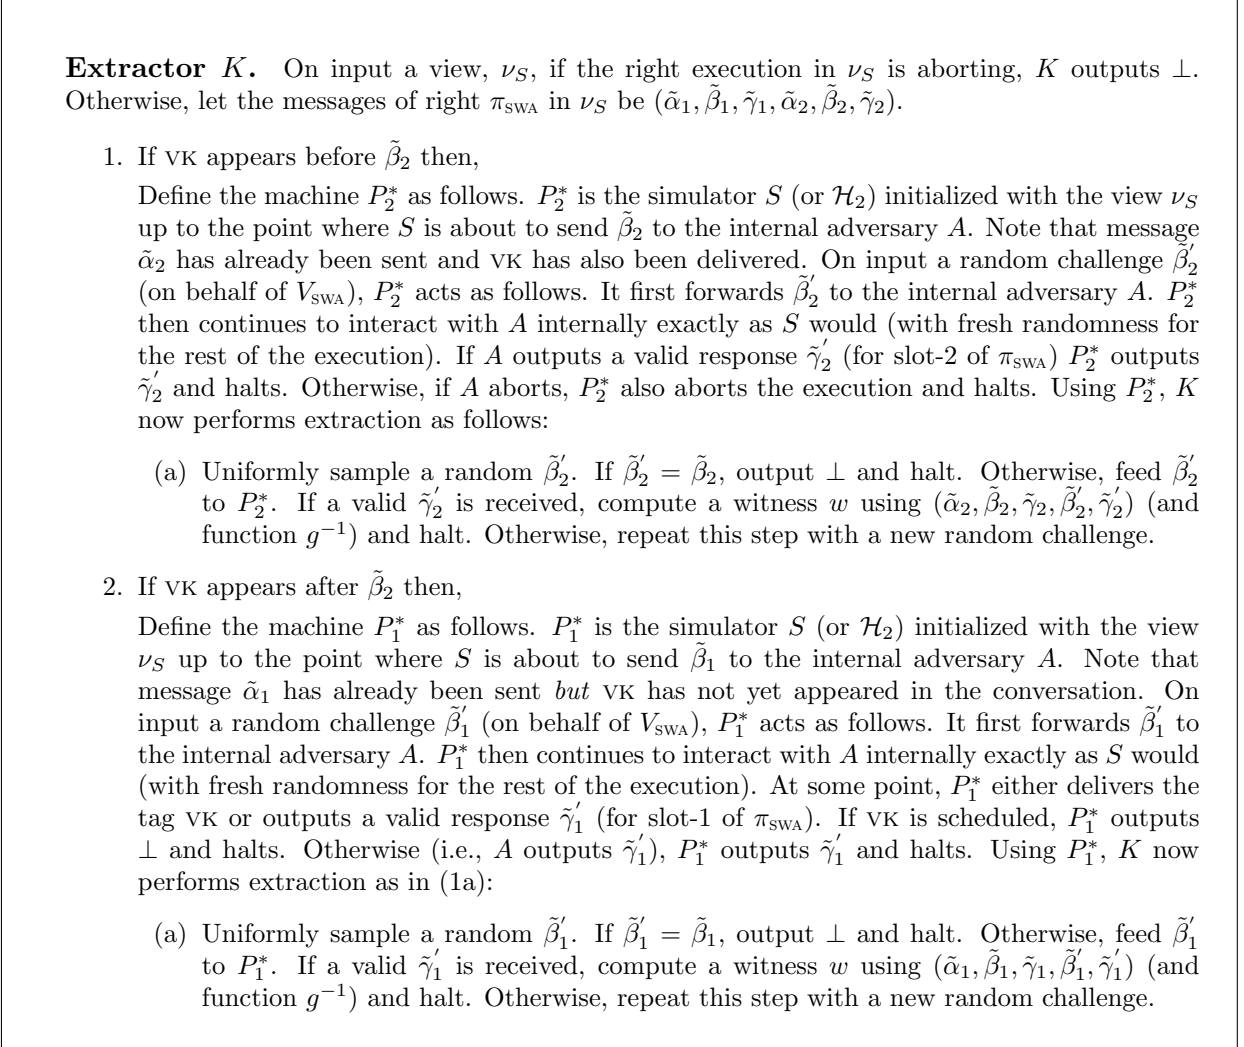 Extractor K. On input a view, ν_S, if the right execution in ν_S is aborting, K outputs ⊥.
Otherwise, let the messages of right π_SWA in ν_S be (α̃_1, β̃_1, γ̃_1, α̃_2, β̃_2, γ̃_2).
1. If VK appears before β̃_2 then,
Define the machine P_2^* as follows. P_2^* is the simulator S (or H_2) initialized with the view ν_S
up to the point where S is about to send β̃_2 to the internal adversary A. Note that message
α̃_2 has already been sent and VK has also been delivered. On input a random challenge β̃_2′
(on behalf of V_SWA), P_2^* acts as follows. It first forwards β̃_2′ to the internal adversary A. P_2^*
then continues to interact with A internally exactly as S would (with fresh randomness for
the rest of the execution). If A outputs a valid response γ̃_2′ (for slot-2 of π_SWA) P_2^* outputs
γ̃_2′ and halts. Otherwise, if A aborts, P_2^* also aborts the execution and halts. Using P_2^*, K
now performs extraction as follows:
(a) Uniformly sample a random β̃_2′. If β̃_2′ = β̃_2, output ⊥ and halt. Otherwise, feed β̃_2′
to P_2^*. If a valid γ̃_2′ is received, compute a witness w using (α̃_2, β̃_2, γ̃_2, β̃_2′, γ̃_2′) (and
function g^{-1}) and halt. Otherwise, repeat this step with a new random challenge.
2. If VK appears after β̃_2 then,
Define the machine P_1^* as follows. P_1^* is the simulator S (or H_2) initialized with the view
ν_S up to the point where S is about to send β̃_1 to the internal adversary A. Note that
message α̃_1 has already been sent but VK has not yet appeared in the conversation. On
input a random challenge β̃_1′ (on behalf of V_SWA), P_1^* acts as follows. It first forwards β̃_1′ to
the internal adversary A. P_1^* then continues to interact with A internally exactly as S would
(with fresh randomness for the rest of the execution). At some point, P_1^* either delivers the
tag VK or outputs a valid response γ̃_1′ (for slot-1 of π_SWA). If VK is scheduled, P_1^* outputs
⊥ and halts. Otherwise (i.e., A outputs γ̃_1′), P_1^* outputs γ̃_1′ and halts. Using P_1^*, K now
performs extraction as in (1a):
(a) Uniformly sample a random β̃_1′. If β̃_1′ = β̃_1, output ⊥ and halt. Otherwise, feed β̃_1′
to P_1^*. If a valid γ̃_1′ is received, compute a witness w using (α̃_1, β̃_1, γ̃_1, β̃_1′, γ̃_1′) (and
function g^{-1}) and halt. Otherwise, repeat this step with a new random challenge.